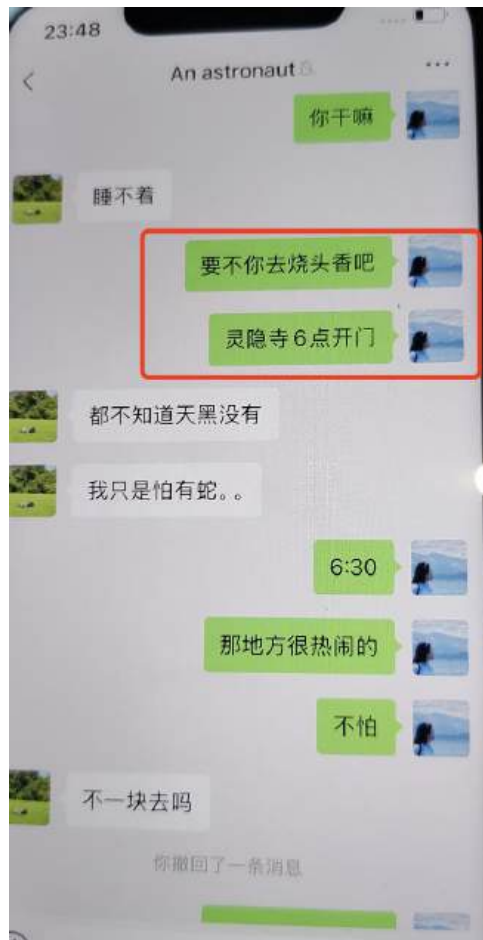 23:48
An astronaut
你干嘛
睡不着
要不你去烧头香吧
灵隐寺6点开门
都不知道天黑没有
我只是怕有蛇。。
6:30
那地方很热闹的
不怕
不一块去吗
你撤回了一条消息